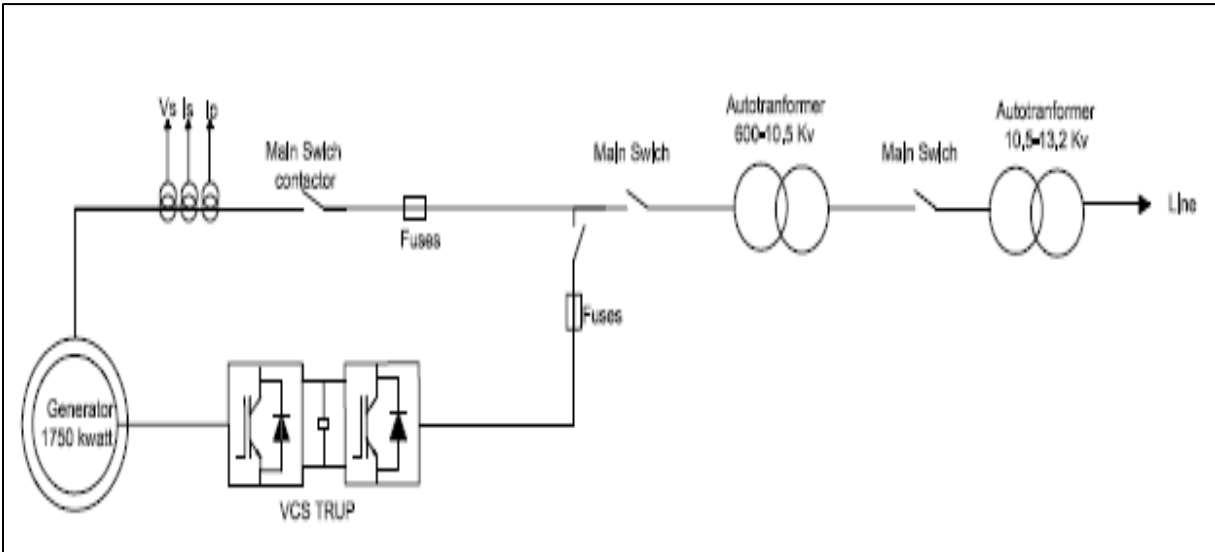 Vs Is Ip
Main Swich
contactor
Fuses
Main Swich
Autotranformer
600-10,5 Kv
Main Swich
Autotranformer
10,5-13,2 Kv
Line
Fuses
Generator
1750 kwatt
VCS TRUP